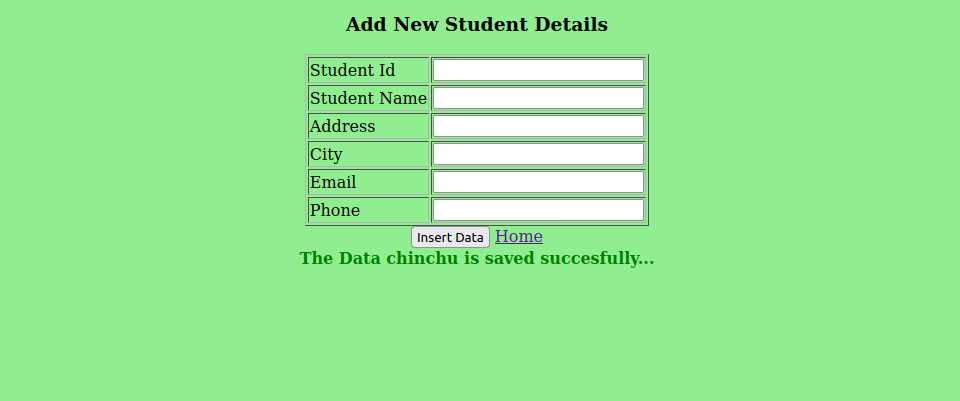 Add New Student Details
Student Id
Student Name
Address
City
Email
Phone
Insert Data Home
The Data chinchu is saved succesfully...